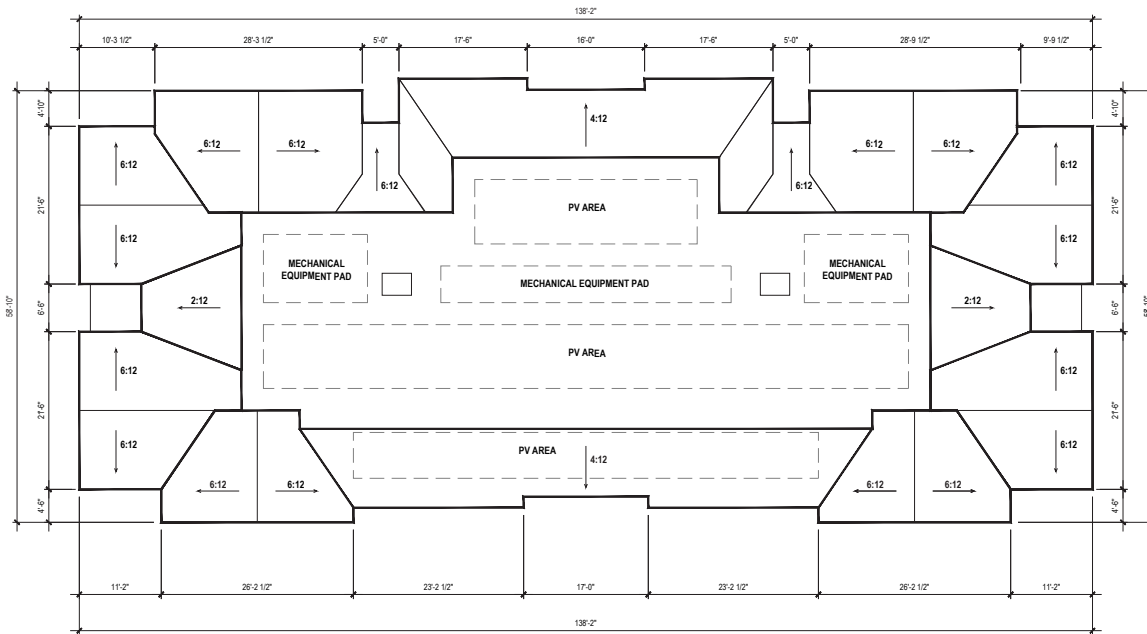 138'-2"
10'-3 1/2" 28'-3 1/2" 5'-0" 17'-6" 16'-0" 17'-6" 5'-0" 28'-9 1/2" 9'-9 1/2"
4'-10" 4'-10"
4:12
6:12 6:12 6:12 6:12
6:12 6:12
6:12 6:12
21'-6" 21'-6"
PV AREA
6:12 6:12
MECHANICAL
EQUIPMENT PAD
MECHANICAL EQUIPMENT PAD
MECHANICAL
EQUIPMENT PAD
58'-10" 6'-6" 2:12 2:12 6'-6" 58'-10"
PV AREA
6:12 6:12
21'-6" 21'-6"
6:12 6:12
PV AREA
4:12
6:12 6:12 6:12 6:12
4'-6" 4'-6"
11'-2" 26'-2 1/2" 23'-2 1/2" 17'-0" 23'-2 1/2" 26'-2 1/2" 11'-2"
138'-2"